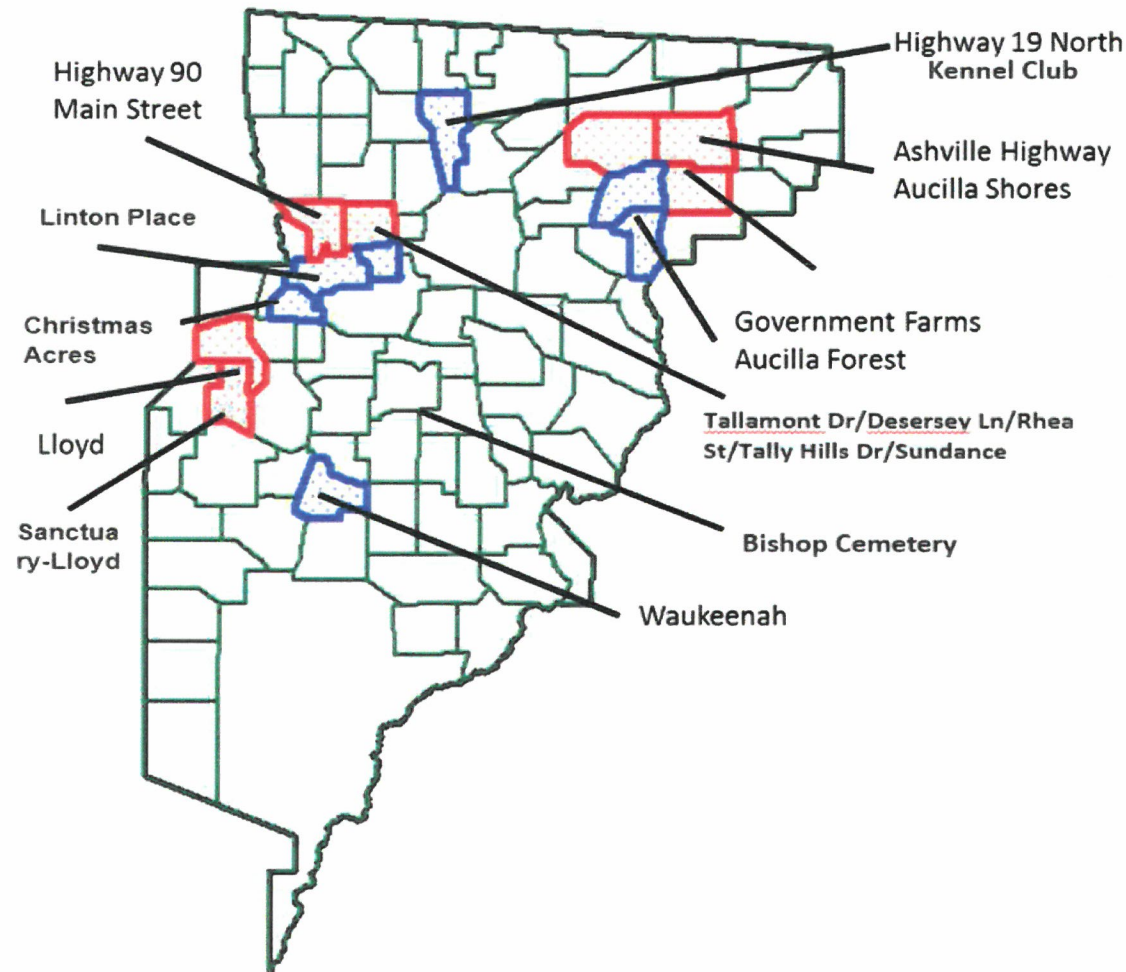 Highway 19 North
Kennel Club
Highway 90
Main Street
Ashville Highway
Aucilla Shores
Linton Place
Christmas
Acres
Government Farms
Aucilla Forest
Tallamont Dr/Desersey Ln/Rhea
St/Tally Hills Dr/Sundance
Lloyd
Sanctua
ry-Lloyd
Bishop Cemetery
Waukeenah